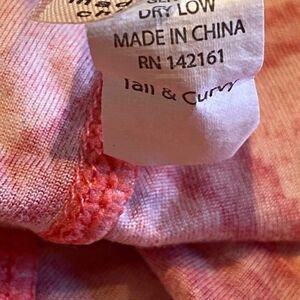 DRY LOW
MADE IN CHINA
RN 142161
Tall & Curvy